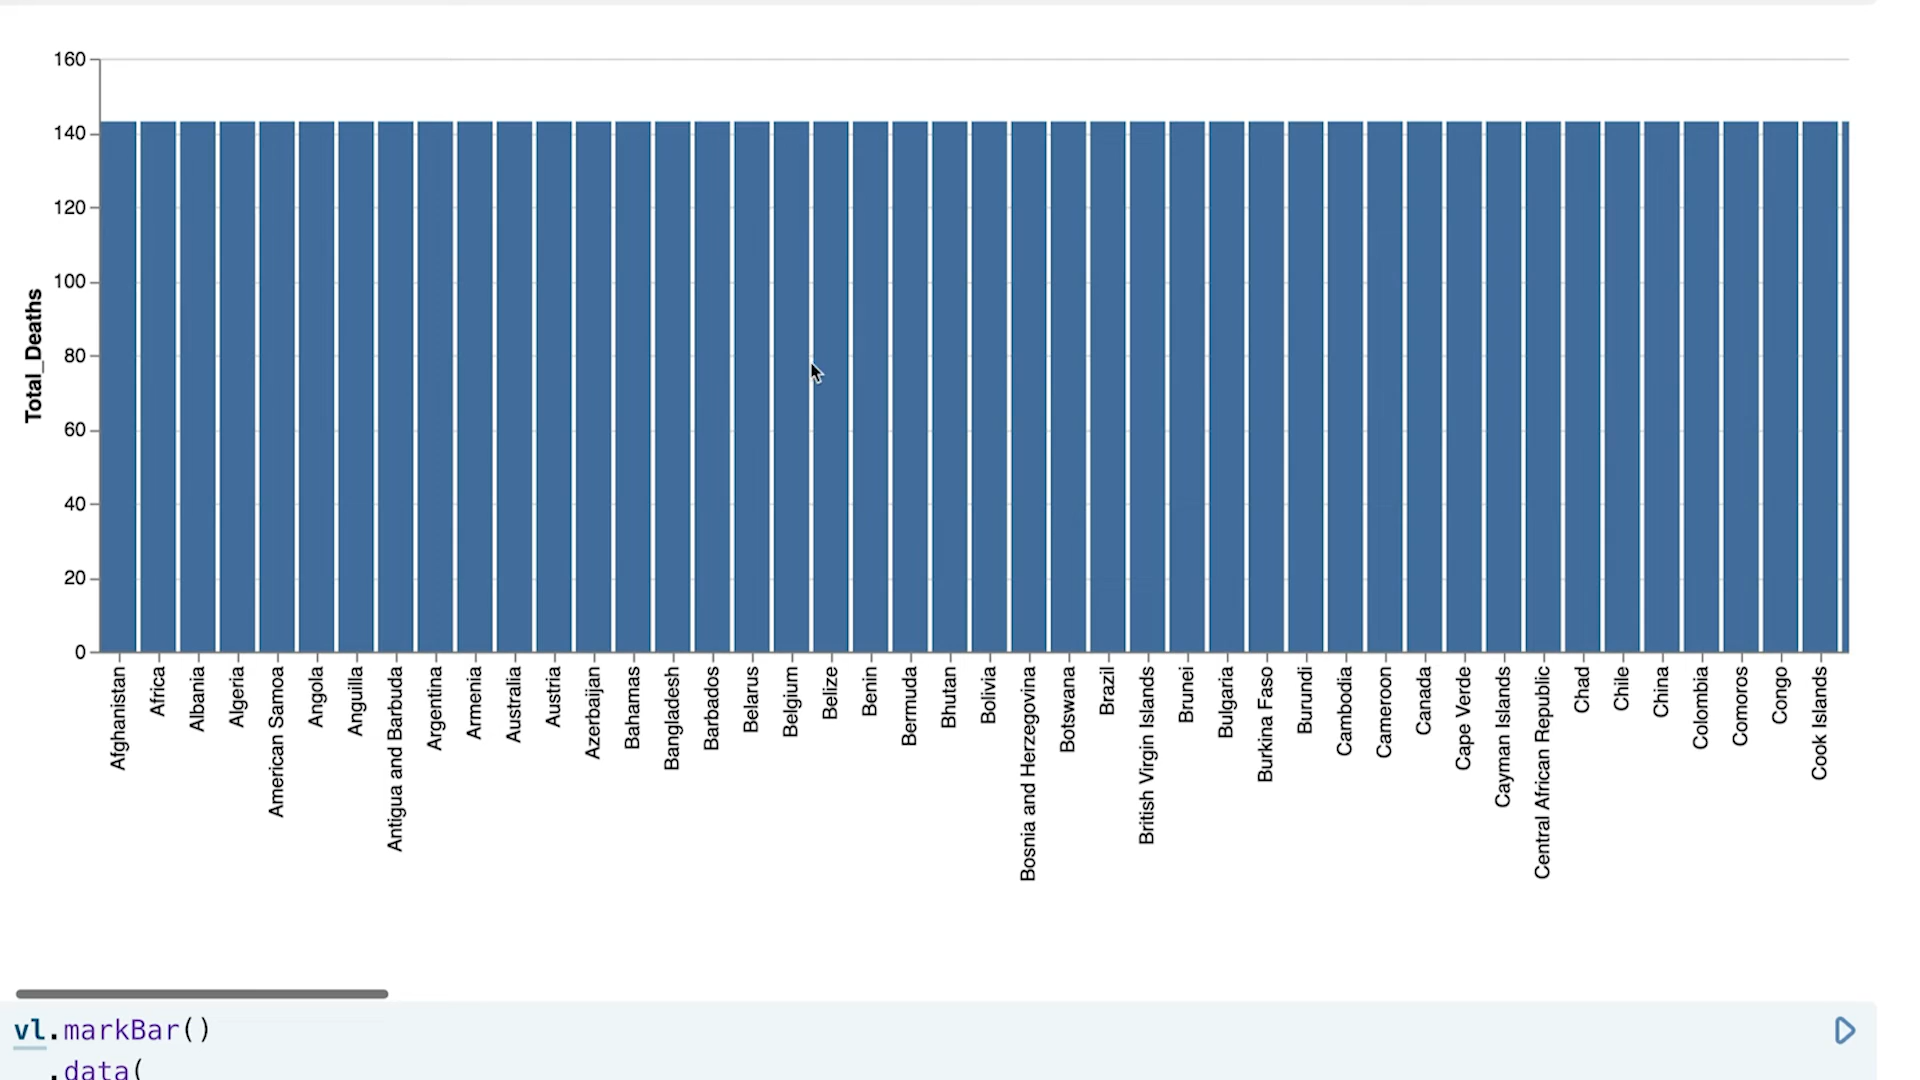 160
140
120
100
80
60
40
20
0
Total_Deaths
Afghanistan
Africa
Albania
Algeria
American Samoa
Angola
Anguilla
Antigua and Barbuda
Argentina
Armenia
Australia
Austria
Azerbaijan
Bahamas
Bangladesh
Barbados
Belarus
Belgium
Belize
Benin
Bermuda
Bhutan
Bolivia
Bosnia and Herzegovina
Botswana
Brazil
British Virgin Islands
Brunei
Bulgaria
Burkina Faso
Burundi
Cambodia
Cameroon
Canada
Cape Verde
Cayman Islands
Central African Republic
Chad
Chile
China
Colombia
Comoros
Congo
Cook Islands
vl.markBar()
.data(